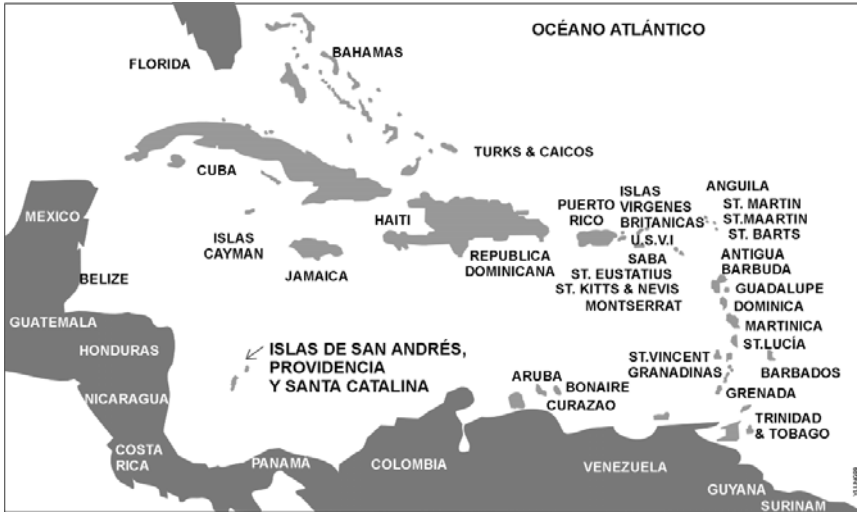 OCÉANO ATLÁNTICO
BAHAMAS
FLORIDA
TURKS & CAICOS
CUBA
ANGUILA
ISLAS
VIRGENES
BRITANICAS
U.S.V.I
ST. MARTIN
ST.MAARTIN
ST. BARTS
MEXICO
PUERTO
RICO
HAITI
ISLAS
CAYMAN
JAMAICA
REPUBLICA
DOMINICANA
SABA
ST. EUSTATIUS
ST. KITTS & NEVIS
MONTSERRAT
ANTIGUA
BARBUDA
BELIZE
GUADALUPE
DOMINICA
GUATEMALA
MARTINICA
HONDURAS
ISLAS DE SAN ANDRÉS,
PROVIDENCIA
Y SANTA CATALINA
ST.LUCÍA
ST.VINCENT
GRANADINAS
BARBADOS
ARUBA
BONAIRE
CURAZAO
GRENADA
NICARAGUA
TRINIDAD
& TOBAGO
COSTA
RICA
PANAMA
COLOMBIA
VENEZUELA
GUYANA
SURINAM